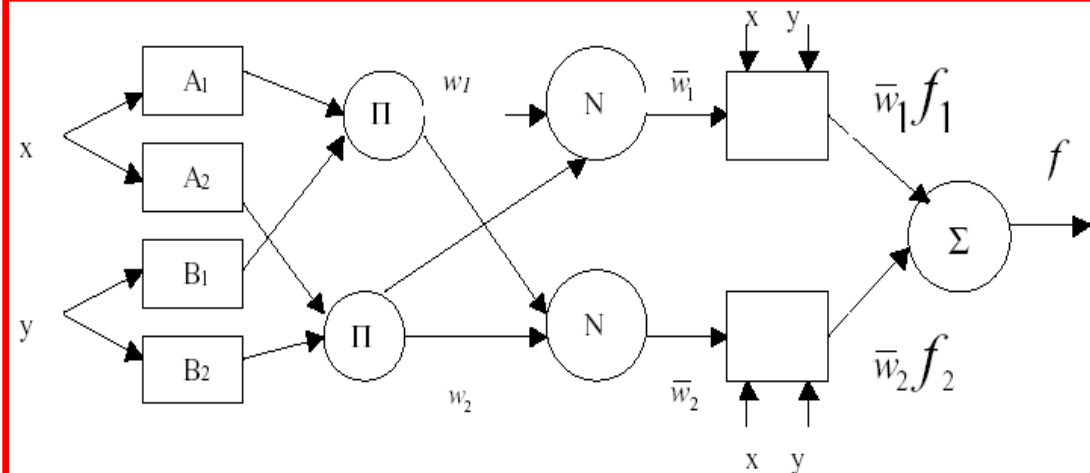 x y
A₁
Π
w1
N
w̅₁
w̅₁f₁
x
A₂
f
B₁
Σ
y
Π
N
B₂
w₂
w̅₂
w̅₂f₂
x y